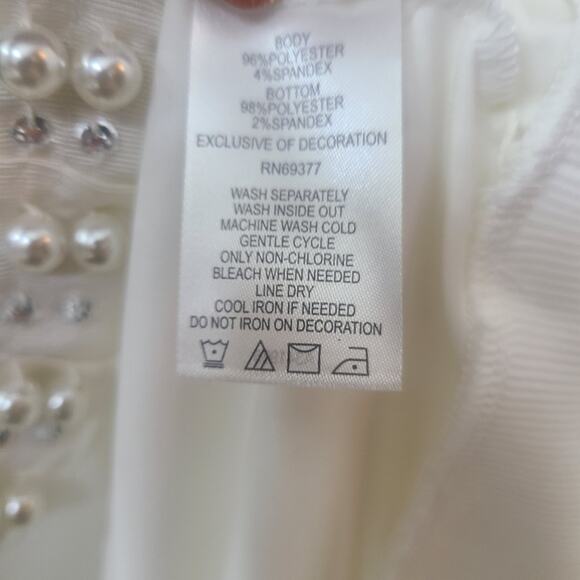 BODY
96%POLYESTER
4%SPANDEX
BOTTOM
98%POLYESTER
2%SPANDEX
EXCLUSIVE OF DECORATION
RN69377
WASH SEPARATELY
WASH INSIDE OUT
MACHINE WASH COLD
GENTLE CYCLE
ONLY NON-CHLORINE
BLEACH WHEN NEEDED
LINE DRY
COOL IRON IF NEEDED
DO NOT IRON ON DECORATION